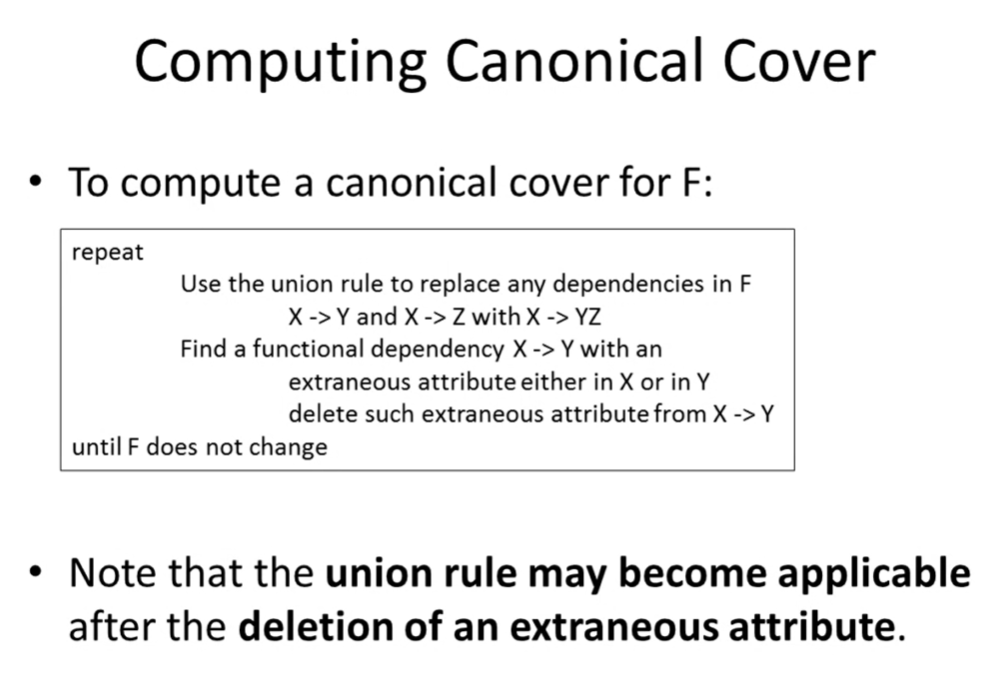 Computing Canonical Cover
• To compute a canonical cover for F:
repeat
Use the union rule to replace any dependencies in F
X -> Y and X -> Z with X -> YZ
Find a functional dependency X -> Y with an
extraneous attribute either in X or in Y
delete such extraneous attribute from X -> Y
until F does not change
• Note that the union rule may become applicable
after the deletion of an extraneous attribute.